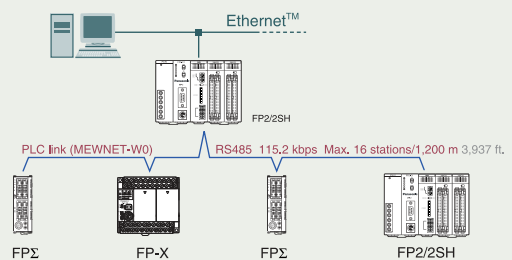 Ethernet™
FP2/2SH
PLC link (MEWNET-W0) RS485 115.2 kbps Max. 16 stations/1,200 m 3,937 ft.
FPΣ FP-X FPΣ FP2/2SH